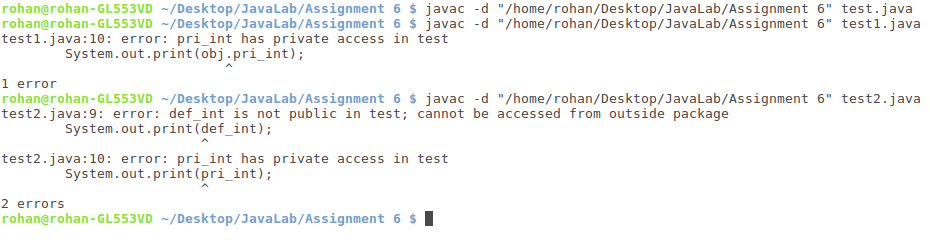 rohan@rohan-GL553VD ~/Desktop/JavaLab/Assignment 6 $ javac -d "/home/rohan/Desktop/JavaLab/Assignment 6" test.java
rohan@rohan-GL553VD ~/Desktop/JavaLab/Assignment 6 $ javac -d "/home/rohan/Desktop/JavaLab/Assignment 6" test1.java
test1.java:10: error: pri_int has private access in test
        System.out.print(obj.pri_int);
                            ^
1 error
rohan@rohan-GL553VD ~/Desktop/JavaLab/Assignment 6 $ javac -d "/home/rohan/Desktop/JavaLab/Assignment 6" test2.java
test2.java:9: error: def_int is not public in test; cannot be accessed from outside package
        System.out.print(def_int);
                         ^
test2.java:10: error: pri_int has private access in test
        System.out.print(pri_int);
                         ^
2 errors
rohan@rohan-GL553VD ~/Desktop/JavaLab/Assignment 6 $